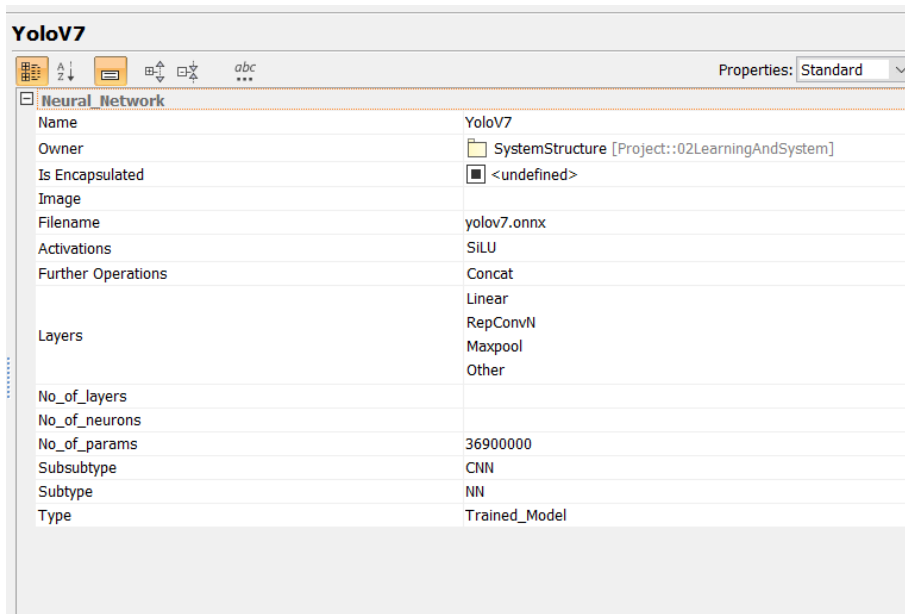 YoloV7
A
Z
abc
Properties: Standard
Neural_Network
Name YoloV7
Owner SystemStructure [Project::02LearningAndSystem]
Is Encapsulated <undefined>
Image
Filename yolov7.onnx
Activations SiLU
Further Operations Concat
Layers
Linear
RepConvN
Maxpool
Other
No_of_layers
No_of_neurons
No_of_params 36900000
Subsubtype CNN
Subtype NN
Type Trained_Model